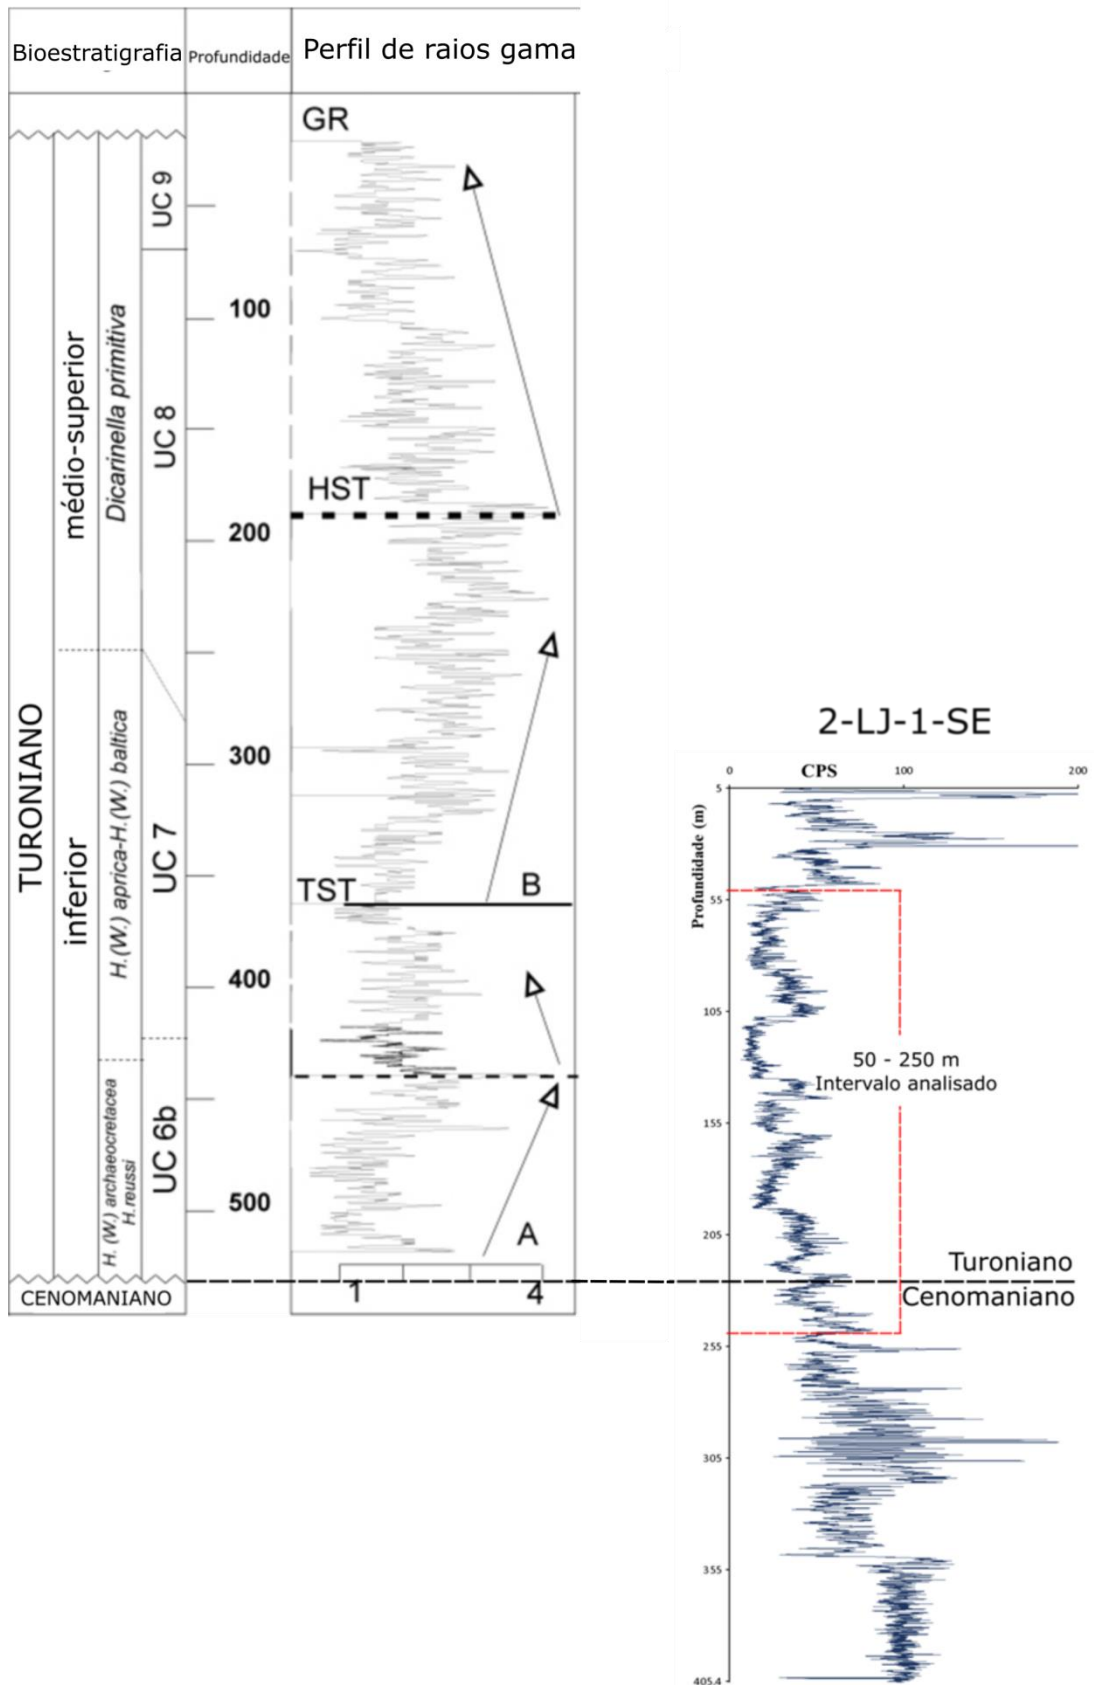 Bioestratigrafia
Profundidade
Perfil de raios gama
GR
UC 9
100
médio-superior
Dicarinella primitiva
UC 8
HST
200
TURONIANO
inferior
H.(W.) aprica-H.(W.) baltica
UC 7
300
TST
B
400
H. (W.) archaeocretacea
H.reussi
UC 6b
500
A
1
4
CENOMANIANO
2-LJ-1-SE
0
CPS
100
200
Profundidade (m)
5
55
105
50 - 250 m
Intervalo analisado
155
205
Turoniano
Cenomaniano
255
305
355
405.4